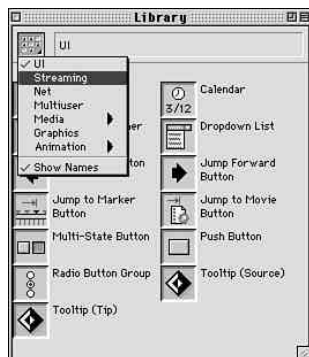 Library
UI
✓ UI
Streaming
Net
Multiuser
Media
Graphics
Animation
✓ Show Names
Calendar
3/12
Dropdown List
Jump Forward
Button
Jump to Marker
Button
Jump to Movie
Button
Multi-State Button
Push Button
Radio Button Group
Tooltip (Source)
Tooltip (Tip)